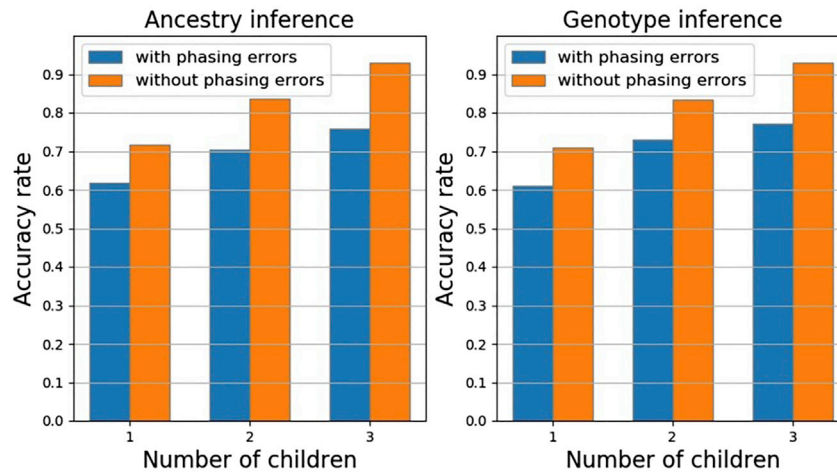 Ancestry inference
with phasing errors
without phasing errors
0.9
0.8
0.7
0.6
0.5
0.4
0.3
0.2
0.1
0.0
Accuracy rate
1 2 3
Number of children
Genotype inference
with phasing errors
without phasing errors
0.9
0.8
0.7
0.6
0.5
0.4
0.3
0.2
0.1
0.0
Accuracy rate
1 2 3
Number of children